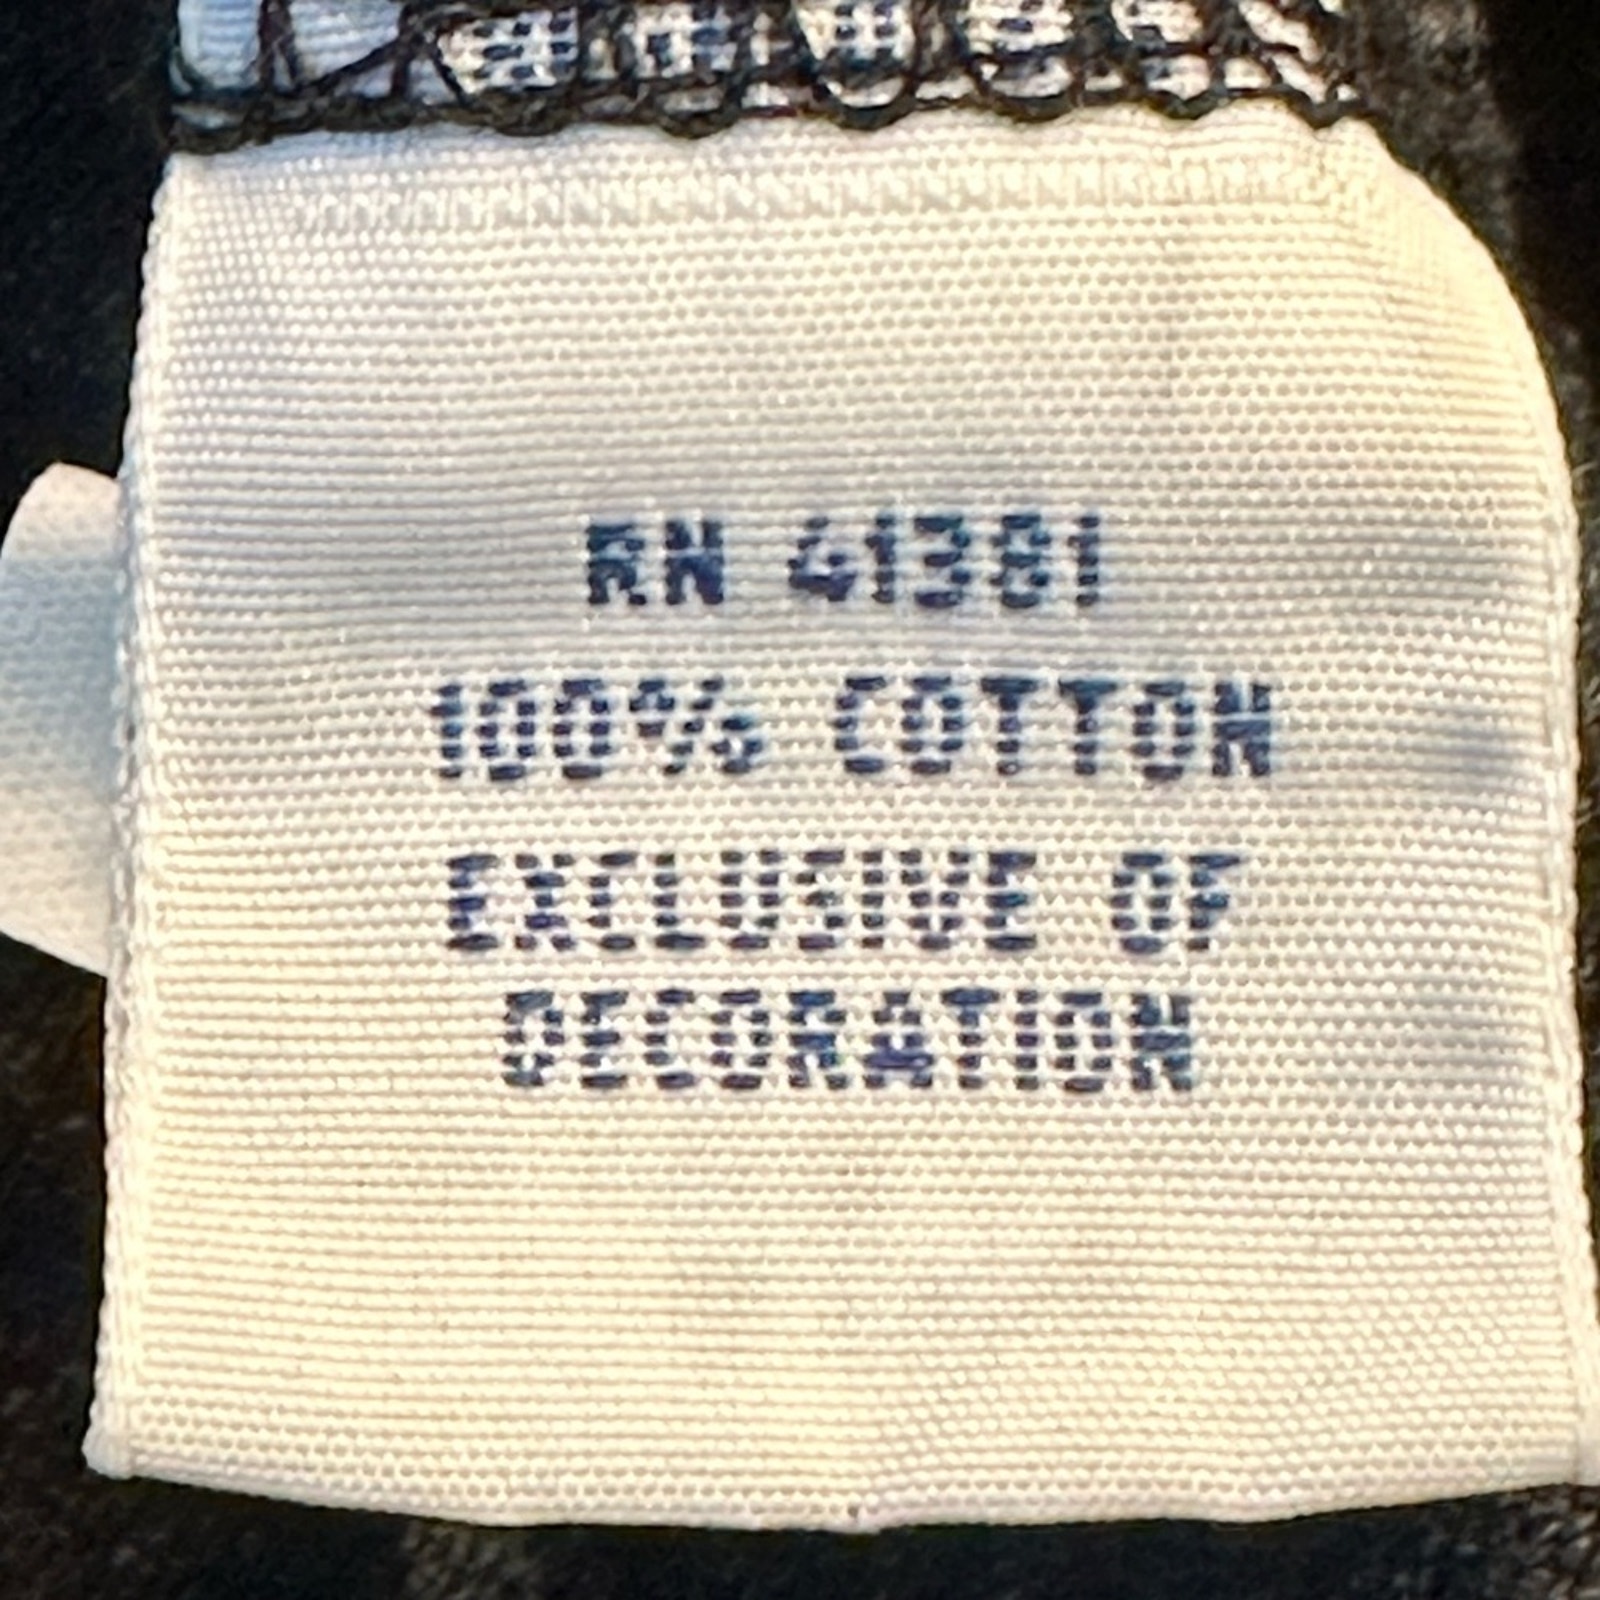 RN 41381
100% COTTON
EXCLUSIVE OF
DECORATION